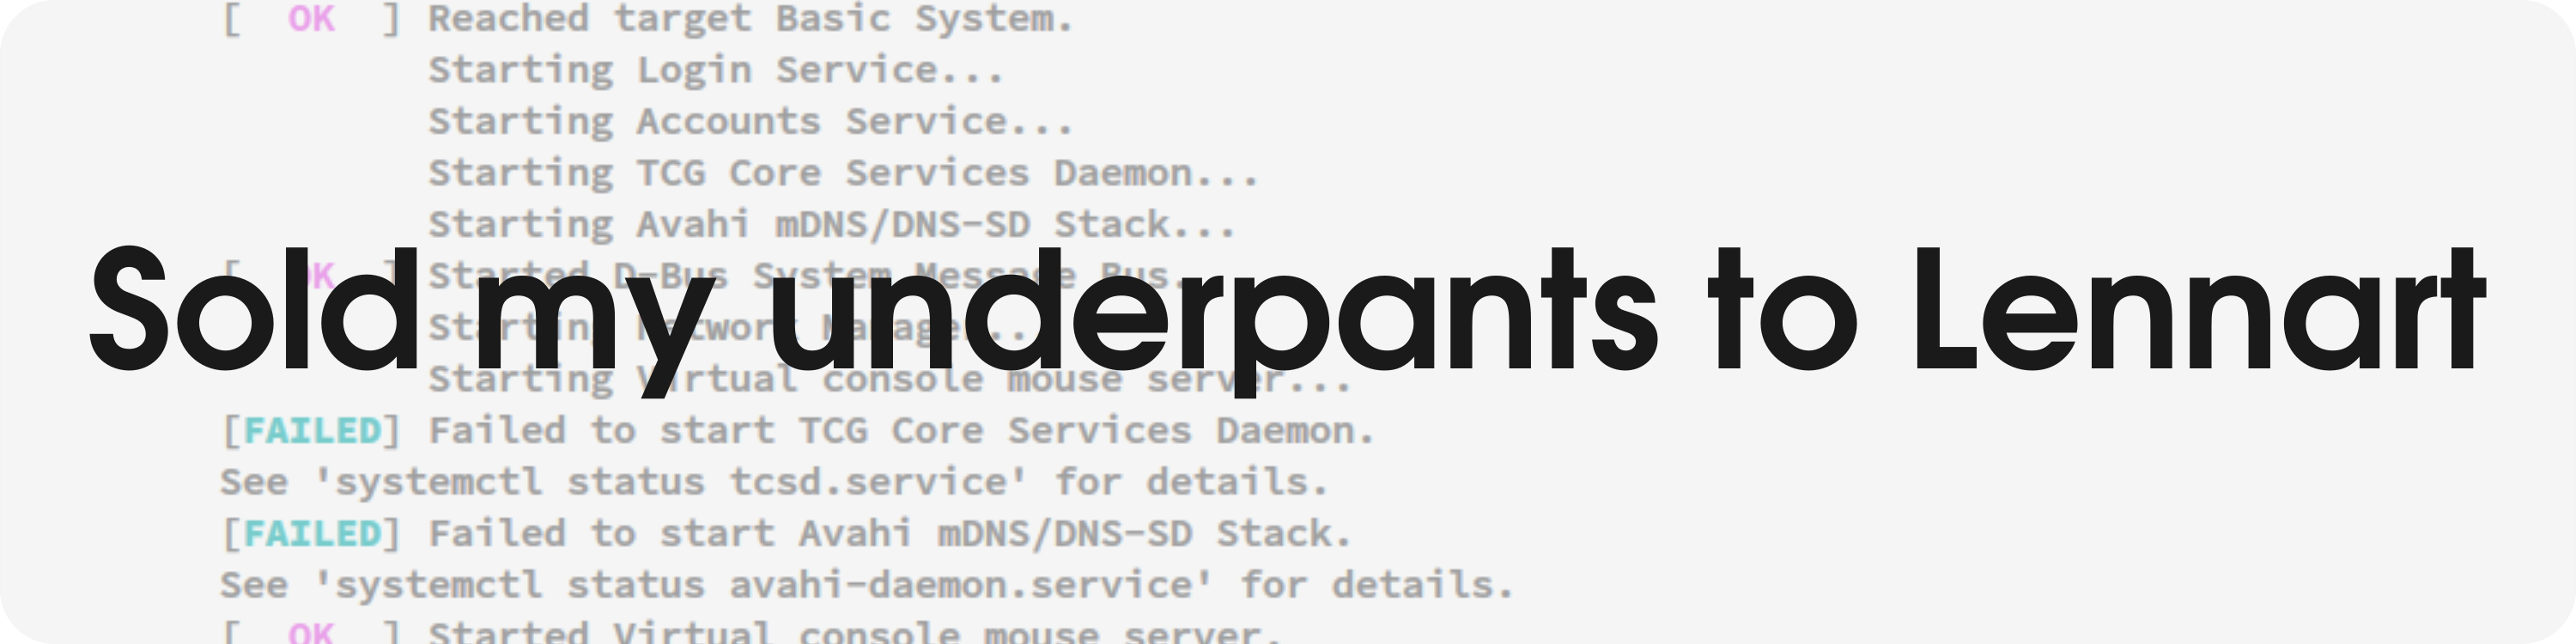 [  OK  ] Reached target Basic System.
Starting Login Service...
Starting Accounts Service...
Starting TCG Core Services Daemon...
Starting Avahi mDNS/DNS-SD Stack...
[  OK  ] Started D-Bus System Message Bus.
Sold my underpants to Lennart
Starting Network Manager...
Starting Virtual console mouse server...
[FAILED] Failed to start TCG Core Services Daemon.
See 'systemctl status tcsd.service' for details.
[FAILED] Failed to start Avahi mDNS/DNS-SD Stack.
See 'systemctl status avahi-daemon.service' for details.
[  OK  ] Started Virtual console mouse server.